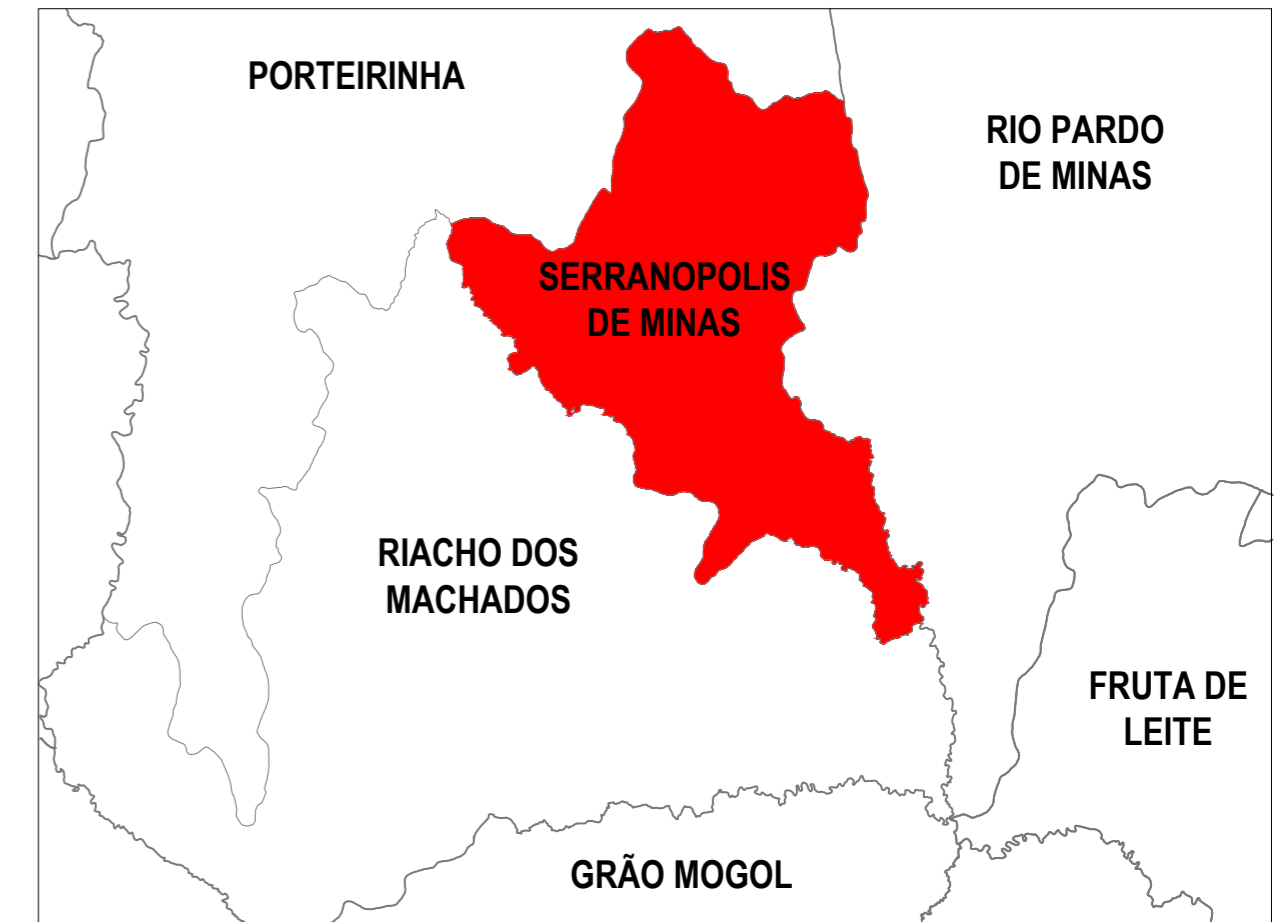 PORTEIRINHA
RIO PARDO
DE MINAS
SERRANOPOLIS
DE MINAS
RIACHO DOS
MACHADOS
FRUTA DE
LEITE
GRÃO MOGOL